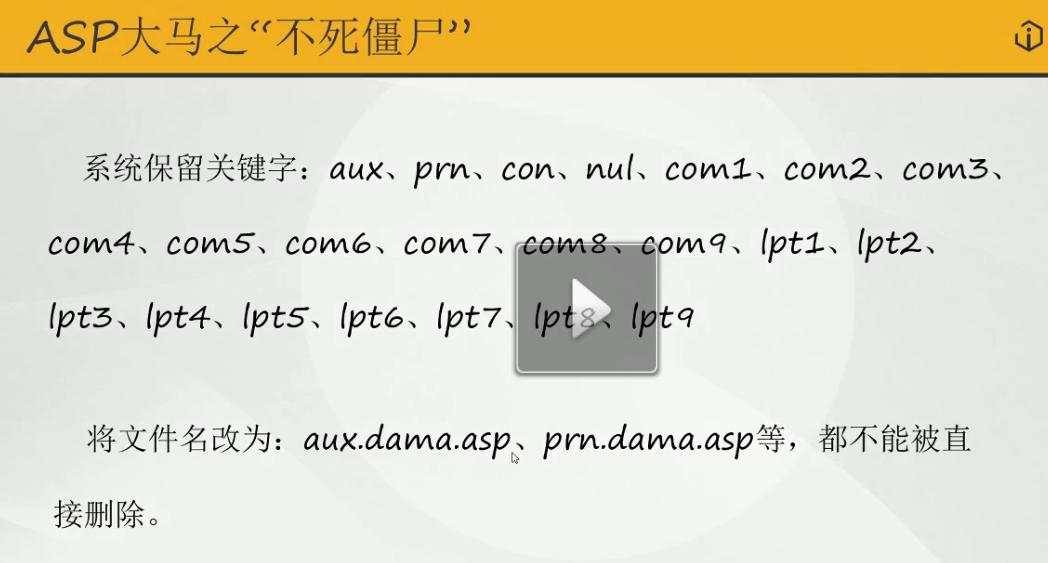 ASP大马之“不死僵尸”
系统保留关键字：aux、prn、con、nul、com1、com2、com3、
com4、com5、com6、com7、com8、com9、lpt1、lpt2、
lpt3、lpt4、lpt5、lpt6、lpt7、lpt8、lpt9
将文件名改为：aux.dama.asp、prn.dama.asp等，都不能被直
接删除。